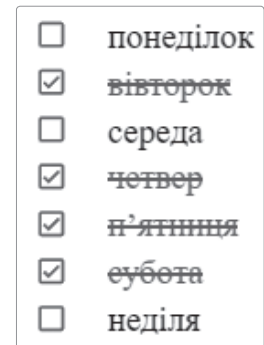 понеділок
вівторок
середа
четвер
п’ятниця
субота
неділя